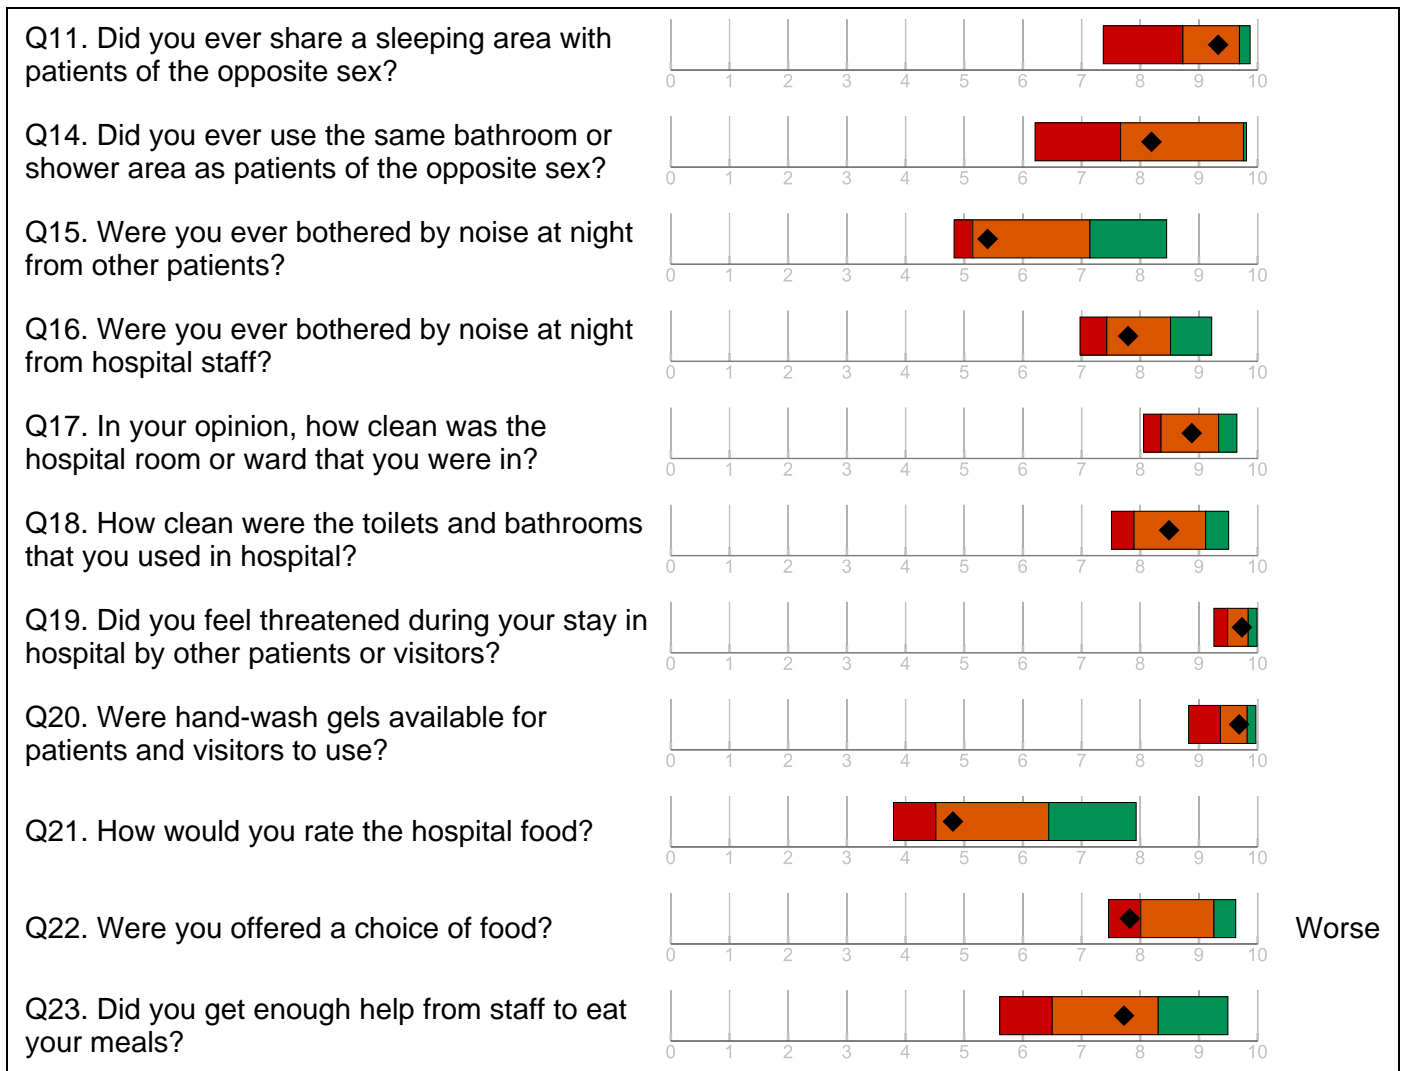 Q11. Did you ever share a sleeping area with
patients of the opposite sex?
0 1 2 3 4 5 6 7 8 9 10
Q14. Did you ever use the same bathroom or
shower area as patients of the opposite sex?
0 1 2 3 4 5 6 7 8 9 10
Q15. Were you ever bothered by noise at night
from other patients?
0 1 2 3 4 5 6 7 8 9 10
Q16. Were you ever bothered by noise at night
from hospital staff?
0 1 2 3 4 5 6 7 8 9 10
Q17. In your opinion, how clean was the
hospital room or ward that you were in?
0 1 2 3 4 5 6 7 8 9 10
Q18. How clean were the toilets and bathrooms
that you used in hospital?
0 1 2 3 4 5 6 7 8 9 10
Q19. Did you feel threatened during your stay in
hospital by other patients or visitors?
0 1 2 3 4 5 6 7 8 9 10
Q20. Were hand-wash gels available for
patients and visitors to use?
0 1 2 3 4 5 6 7 8 9 10
Q21. How would you rate the hospital food?
0 1 2 3 4 5 6 7 8 9 10
Q22. Were you offered a choice of food? Worse
0 1 2 3 4 5 6 7 8 9 10
Q23. Did you get enough help from staff to eat
your meals?
0 1 2 3 4 5 6 7 8 9 10